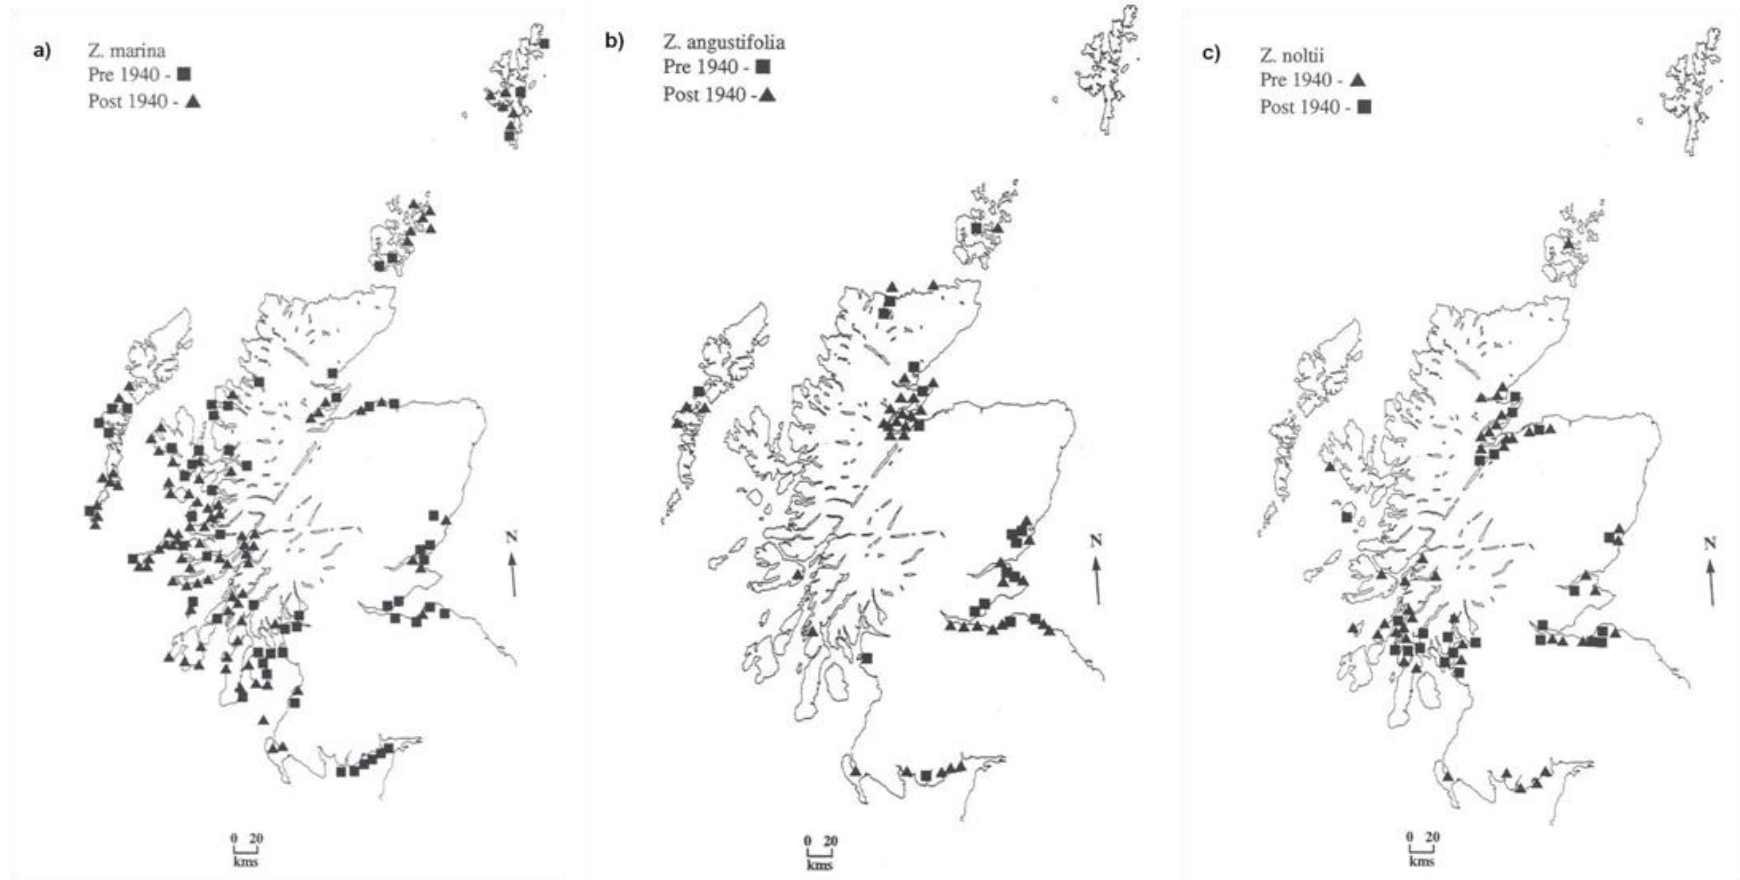 a)
Z. marina
Pre 1940 - ■
Post 1940 - ▲
N
0 20
kms
b)
Z. angustifolia
Pre 1940 - ■
Post 1940 - ▲
N
0 20
kms
c)
Z. noltii
Pre 1940 - ▲
Post 1940 - ■
N
0 20
kms